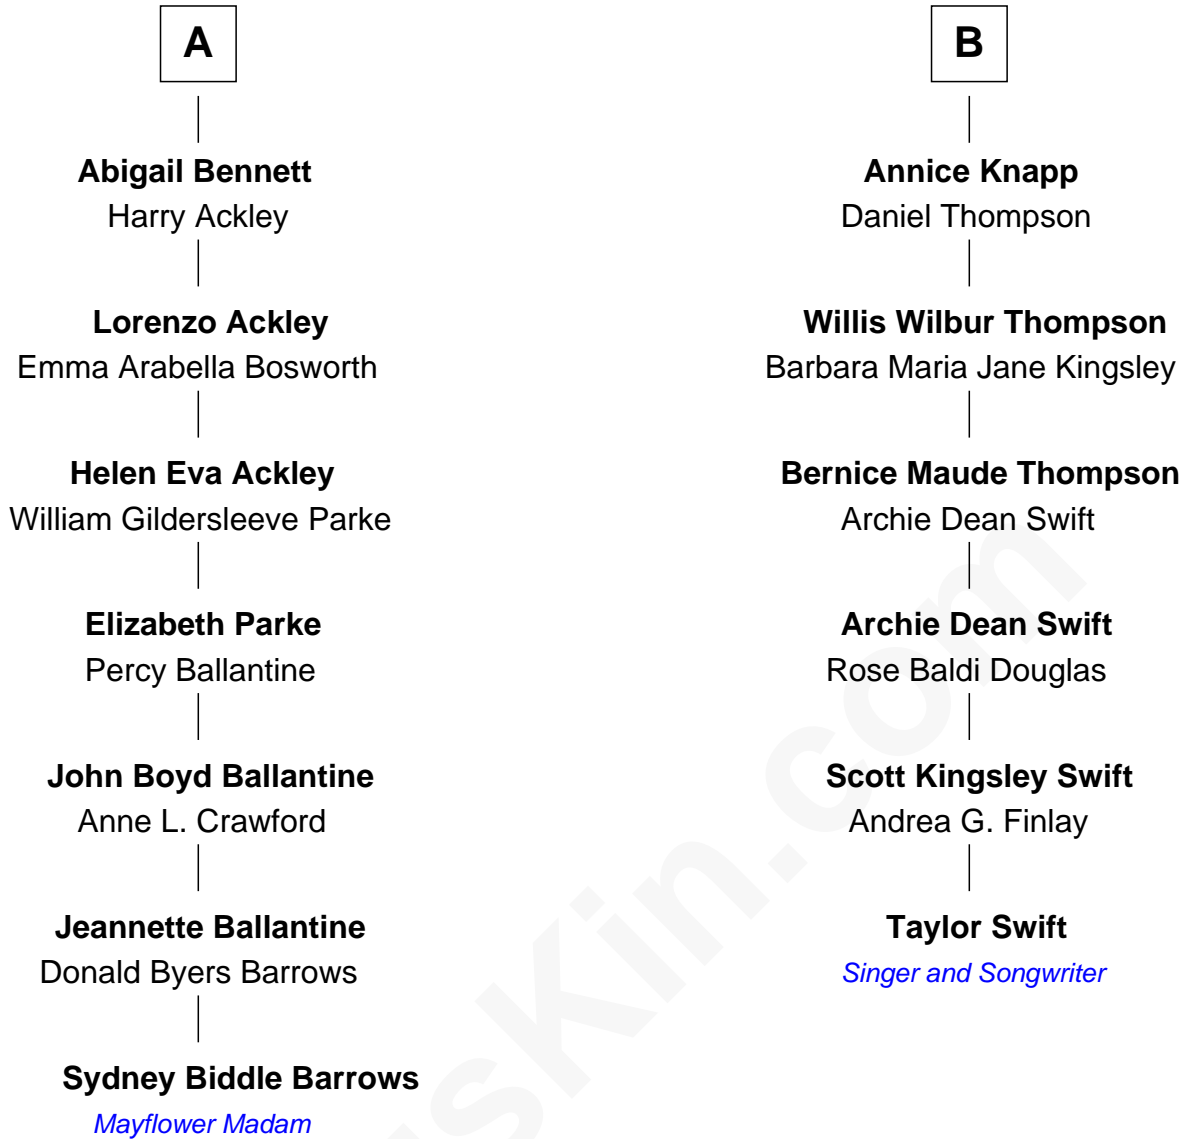 A
Abigail Bennett
Harry Ackley
Lorenzo Ackley
Emma Arabella Bosworth
Helen Eva Ackley
William Gildersleeve Parke
Elizabeth Parke
Percy Ballantine
John Boyd Ballantine
Anne L. Crawford
Jeannette Ballantine
Donald Byers Barrows
Sydney Biddle Barrows
Mayflower Madam
B
Annice Knapp
Daniel Thompson
Willis Wilbur Thompson
Barbara Maria Jane Kingsley
Bernice Maude Thompson
Archie Dean Swift
Archie Dean Swift
Rose Baldi Douglas
Scott Kingsley Swift
Andrea G. Finlay
Taylor Swift
Singer and Songwriter